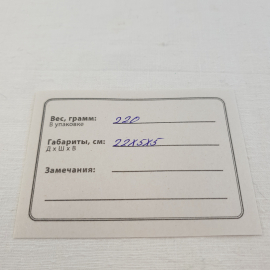 Вес, грамм: 220
В упаковке
Габариты, см: 22х5х5
Д х Ш х В
Замечания: